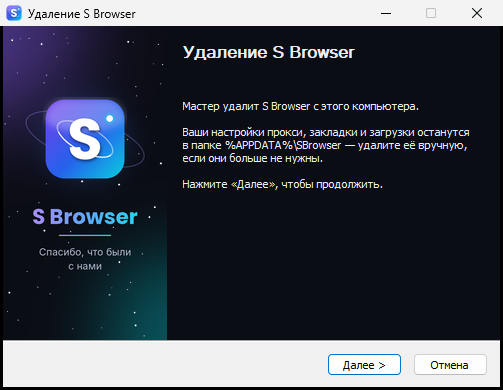 Удаление S Browser
Удаление S Browser
Мастер удалит S Browser с этого компьютера.
Ваши настройки прокси, закладки и загрузки останутся
в папке %APPDATA%\SBrowser — удалите её вручную,
если они больше не нужны.
Нажмите «Далее», чтобы продолжить.
S
S Browser
Спасибо, что были
с нами
Далее >
Отмена